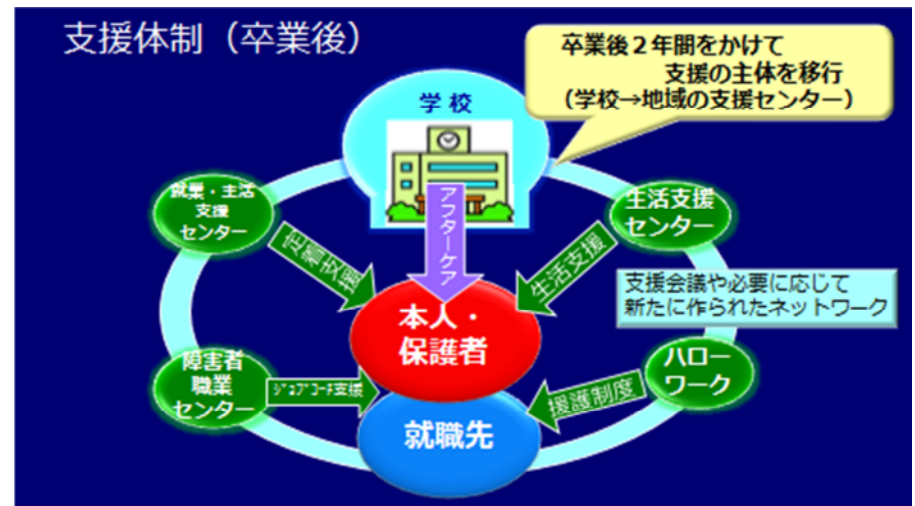 支援体制（卒業後）
卒業後２年間をかけて
支援の主体を移行
（学校→地域の支援センター）
学校
アフターケア
就業・生活
支援
センター
定着支援
生活支援
センター
生活支援
支援会議や必要に応じて
新たに作られたネットワーク
本人・
保護者
障害者
職業
センター
ｼﾞｮﾌﾞｺｰﾁ支援
ハロー
ワーク
援護制度
就職先